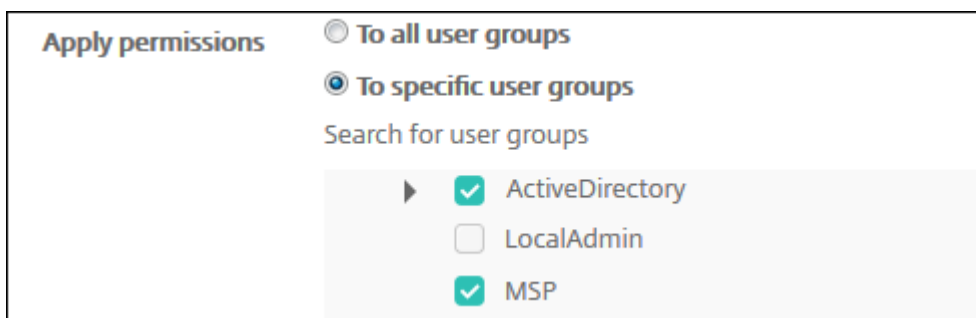 Apply permissions
To all user groups
To specific user groups
Search for user groups
ActiveDirectory
LocalAdmin
MSP